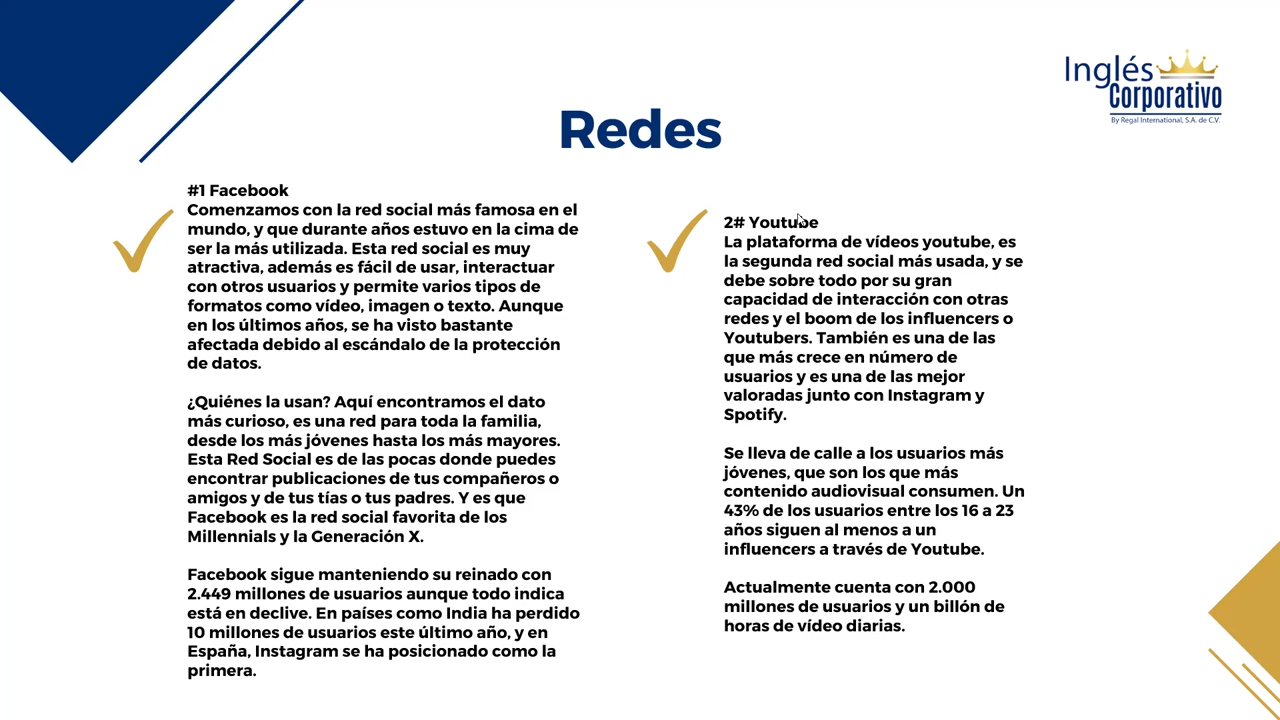 Inglés
Corporativo
By Regal International, S.A. de C.V.
Redes
#1 Facebook
Comenzamos con la red social más famosa en el
mundo, y que durante años estuvo en la cima de
ser la más utilizada. Esta red social es muy
atractiva, además es fácil de usar, interactuar
con otros usuarios y permite varios tipos de
formatos como vídeo, imagen o texto. Aunque
en los últimos años, se ha visto bastante
afectada debido al escándalo de la protección
de datos.
¿Quiénes la usan? Aquí encontramos el dato
más curioso, es una red para toda la familia,
desde los más jóvenes hasta los más mayores.
Esta Red Social es de las pocas donde puedes
encontrar publicaciones de tus compañeros o
amigos y de tus tías o tus padres. Y es que
Facebook es la red social favorita de los
Millennials y la Generación X.
Facebook sigue manteniendo su reinado con
2.449 millones de usuarios aunque todo indica
está en declive. En países como India ha perdido
10 millones de usuarios este último año, y en
España, Instagram se ha posicionado como la
primera.
2# Youtube
La plataforma de vídeos youtube, es
la segunda red social más usada, y se
debe sobre todo por su gran
capacidad de interacción con otras
redes y el boom de los influencers o
Youtubers. También es una de las
que más crece en número de
usuarios y es una de las mejor
valoradas junto con Instagram y
Spotify.
Se lleva de calle a los usuarios más
jóvenes, que son los que más
contenido audiovisual consumen. Un
43% de los usuarios entre los 16 a 23
años siguen al menos a un
influencers a través de Youtube.
Actualmente cuenta con 2.000
millones de usuarios y un billón de
horas de vídeo diarias.